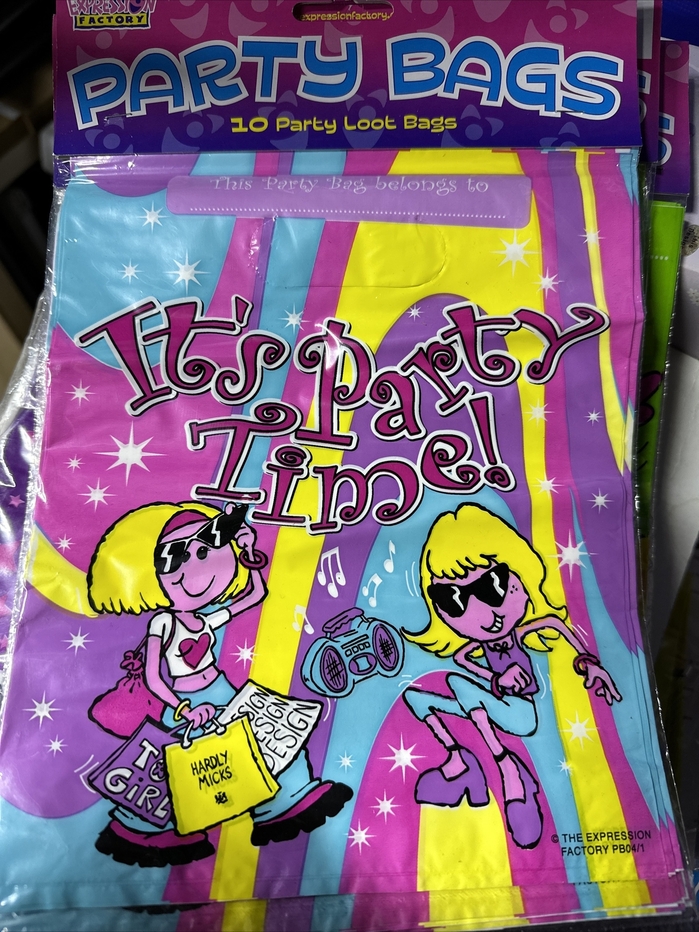 EXPRESSION
FACTORY
expressionfactory.
PARTY BAGS
10 Party Loot Bags
This Party Bag belongs to
It's Party
Time!
DESIGN
DESIGN
HARDLY
MICKS
GIRL
© THE EXPRESSION
FACTORY PB04/1